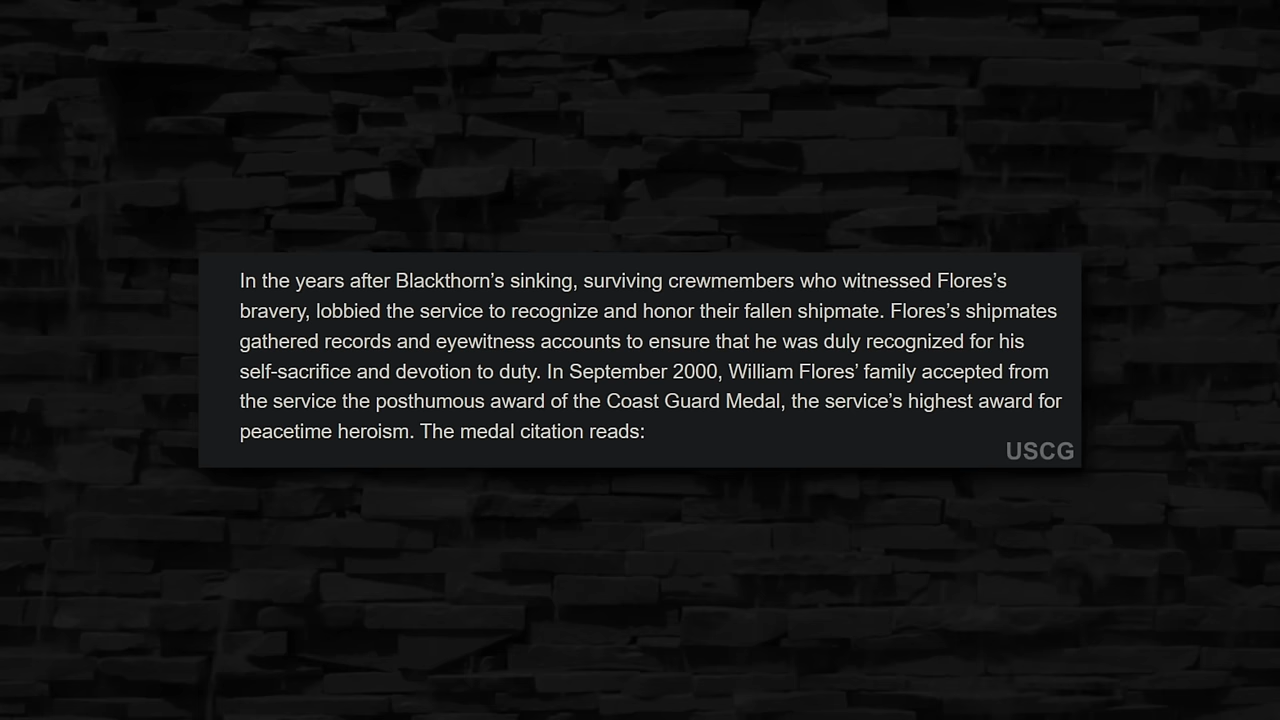 In the years after Blackthorn’s sinking, surviving crewmembers who witnessed Flores’s
bravery, lobbied the service to recognize and honor their fallen shipmate. Flores’s shipmates
gathered records and eyewitness accounts to ensure that he was duly recognized for his
self-sacrifice and devotion to duty. In September 2000, William Flores’ family accepted from
the service the posthumous award of the Coast Guard Medal, the service’s highest award for
peacetime heroism. The medal citation reads:
USCG